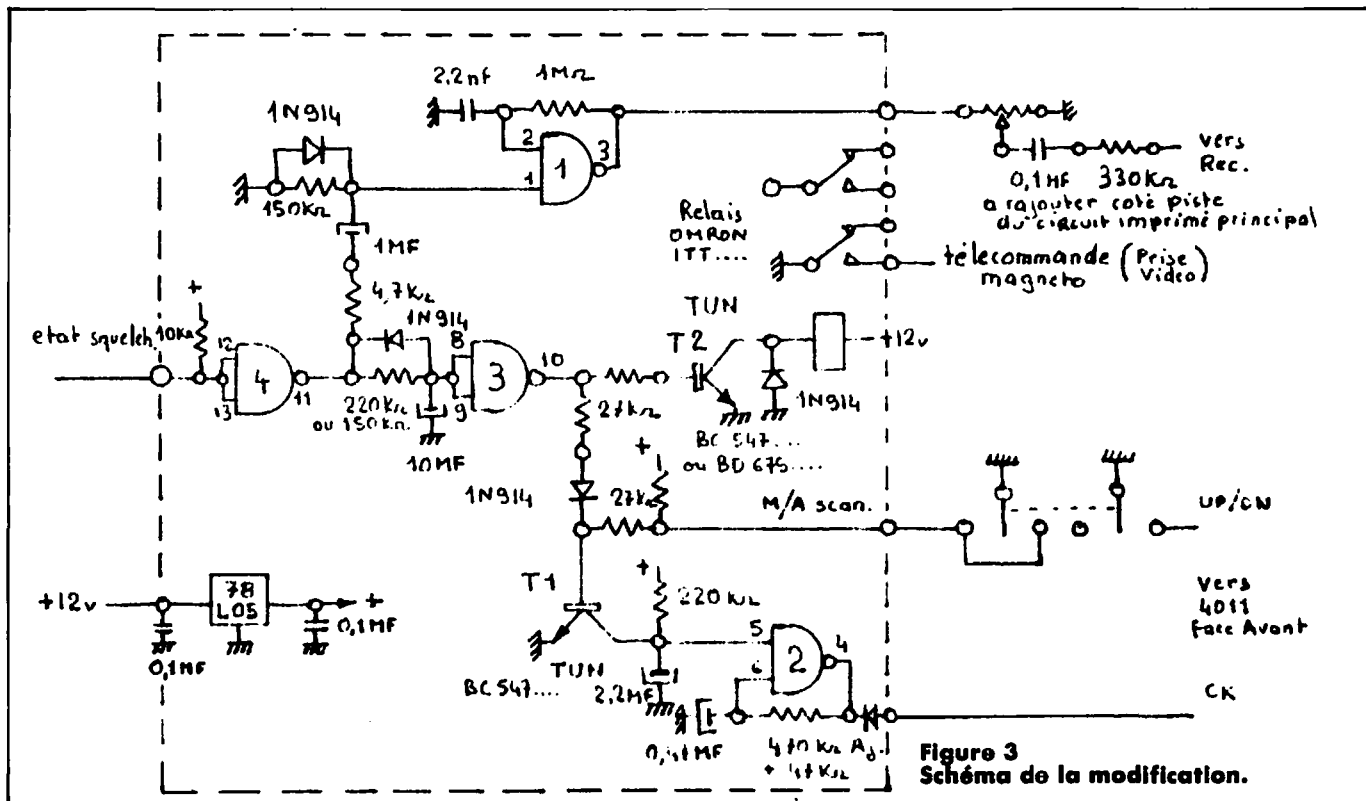 2,2nF
1MΩ
1N914
2
1
3
1
150KΩ
1MF
vers
Rec.
0,1MF 330KΩ
a rajouter coté piste
du circuit imprimé principal
Relais
OMRON
ITT....
télécommande (Prise
magneto Vidéo)
+
10KΩ
4,7KΩ
1N914
etat squelch.
12
13
4
11
220KΩ
ou 150KΩ.
10MF
8
9
3
10
TUN
T2
+12v
1N914
27KΩ
BC 547....
ou BD 675....
1N914
+
27KΩ
M/A scan.
UP/DN
Vers
4011
Face Avant
+12v
78
L05
+
0,1MF
0,1MF
T1
TUN
BC 547....
+
220KΩ
2,2MF
5
6
2
4
0,47MF
470KΩ Aj.
+ 47KΩ
CK
Figure 3
Schéma de la modification.